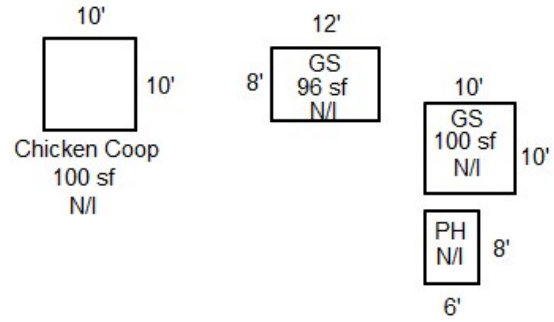 10'
10'
Chicken Coop
100 sf
N/I
12'
8'
GS
96 sf
N/I
10'
GS
100 sf
N/I
10'
PH
N/I
8'
6'